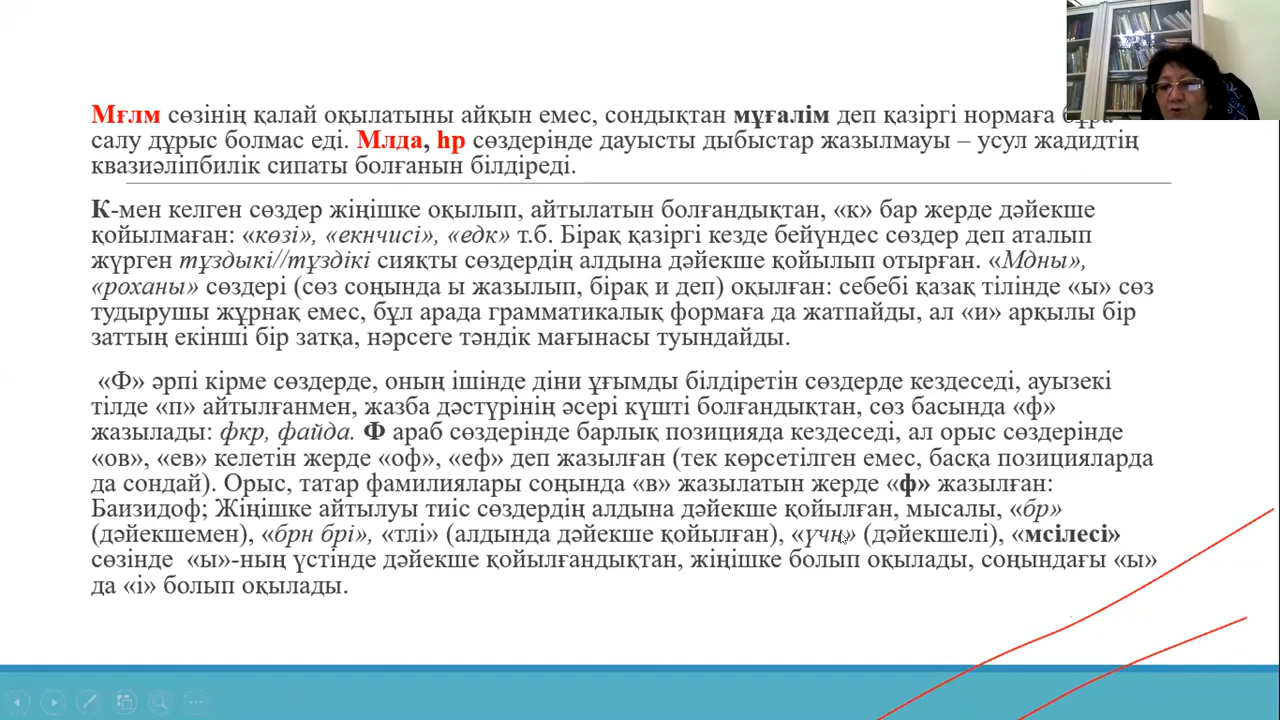 Мғлм сөзінің қалай оқылатыны айқын емес, сондықтан мұғалім деп қазіргі нормаға бұра
салу дұрыс болмас еді. Млда, һр сөздерінде дауысты дыбыстар жазылмауы – усул жадидтің
квазиәліпбилік сипаты болғанын білдіреді.
К-мен келген сөздер жіңішке оқылып, айтылатын болғандықтан, «к» бар жерде дәйекше
қойылмаған: «көзі», «екнчисі», «едк» т.б. Бірақ қазіргі кезде бейүндес сөздер деп аталып
жүрген тұздыкі//тұздікі сияқты сөздердің алдына дәйекше қойылып отырған. «Мдны»,
«роханы» сөздері (сөз соңында ы жазылып, бірақ и деп) оқылған: себебі қазақ тілінде «ы» сөз
тудырушы жұрнақ емес, бұл арада грамматикалық формаға да жатпайды, ал «и» арқылы бір
заттың екінші бір затқа, нәрсеге тәндік мағынасы туындайды.
«Ф» әрпі кірме сөздерде, оның ішінде діни ұғымды білдіретін сөздерде кездеседі, ауызекі
тілде «п» айтылғанмен, жазба дәстүрінің әсері күшті болғандықтан, сөз басында «ф»
жазылады: фкр, файда. Ф араб сөздерінде барлық позицияда кездеседі, ал орыс сөздерінде
«ов», «ев» келетін жерде «оф», «еф» деп жазылған (тек көрсетілген емес, басқа позицияларда
да сондай). Орыс, татар фамилиялары соңында «в» жазылатын жерде «ф» жазылған:
Баизидоф; Жіңішке айтылуы тиіс сөздердің алдына дәйекше қойылған, мысалы, «бр»
(дәйекшемен), «брн брі», «тлі» (алдында дәйекше қойылған), «үчн» (дәйекшелі), «мсілесі»
сөзінде «ы»-ның үстінде дәйекше қойылғандықтан, жіңішке болып оқылады, соңындағы «ы»
да «і» болып оқылады.